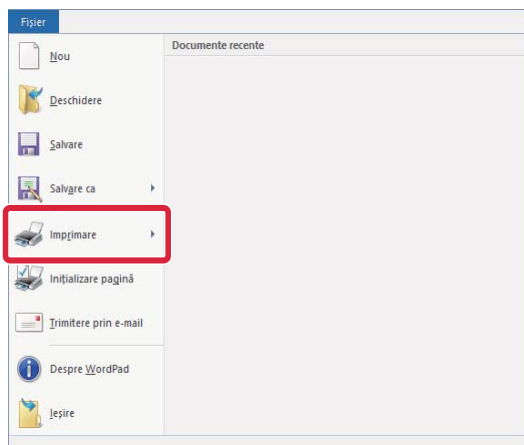 Fișier
Documente recente
Nou
Deschidere
Salvare
Salvare ca
Imprimare
Inițializare pagină
Trimitere prin e-mail
Despre WordPad
Ieșire